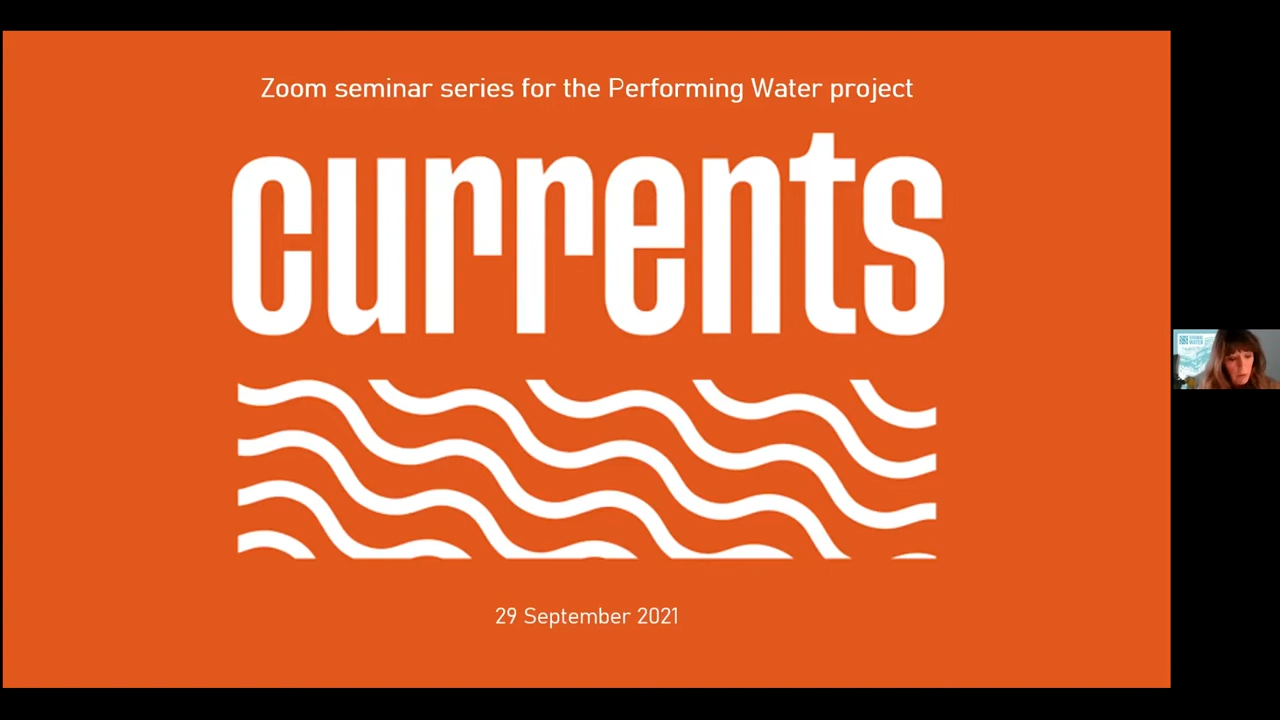 Zoom seminar series for the Performing Water project
currents
29 September 2021